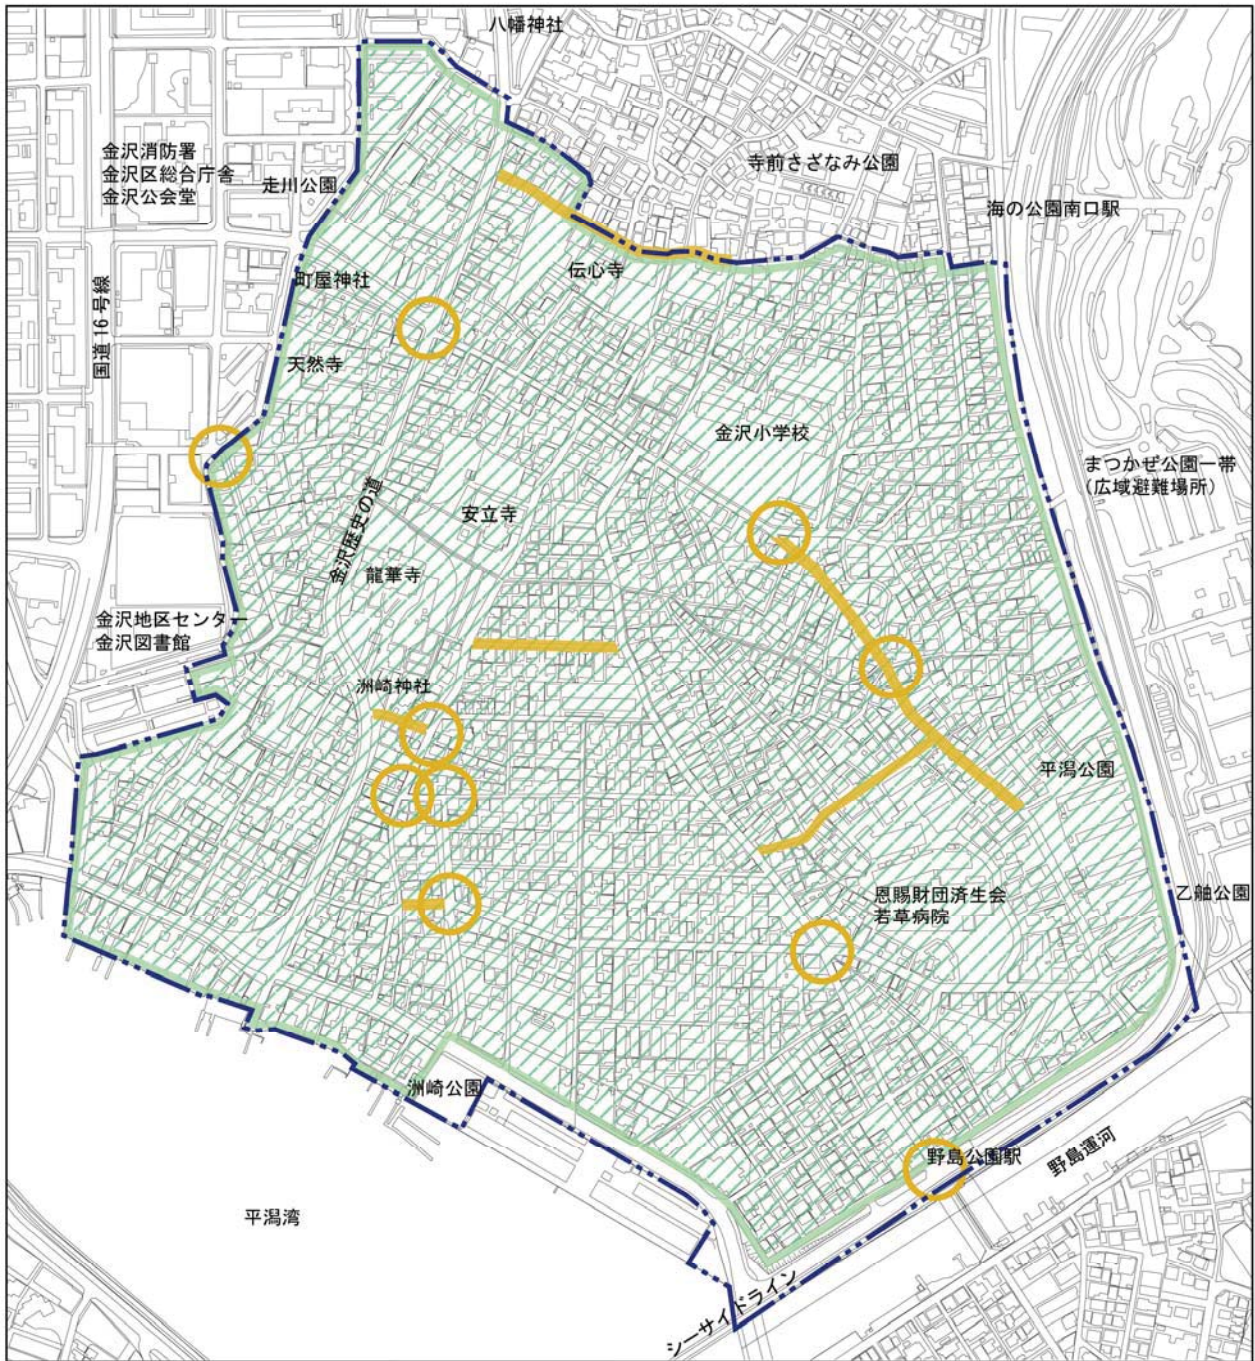 八幡神社
金沢消防署
金沢区総合庁舎
金沢公会堂
走川公園
寺前さざなみ公園
海の公園南口駅
町屋神社
伝心寺
国道16号線
天然寺
金沢小学校
まつかぜ公園一帯
（広域避難場所）
金沢歴史の道
安立寺
龍華寺
金沢地区センター
金沢図書館
洲崎神社
平潟公園
恩賜財団済生会
若草病院
乙舳公園
洲崎公園
野島公園駅
野島運河
平潟湾
シーサイドライン